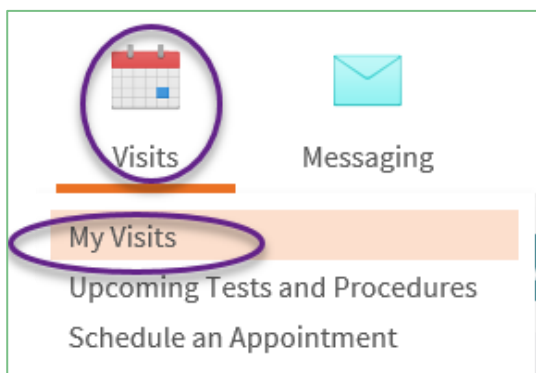 Visits
Messaging
My Visits
Upcoming Tests and Procedures
Schedule an Appointment